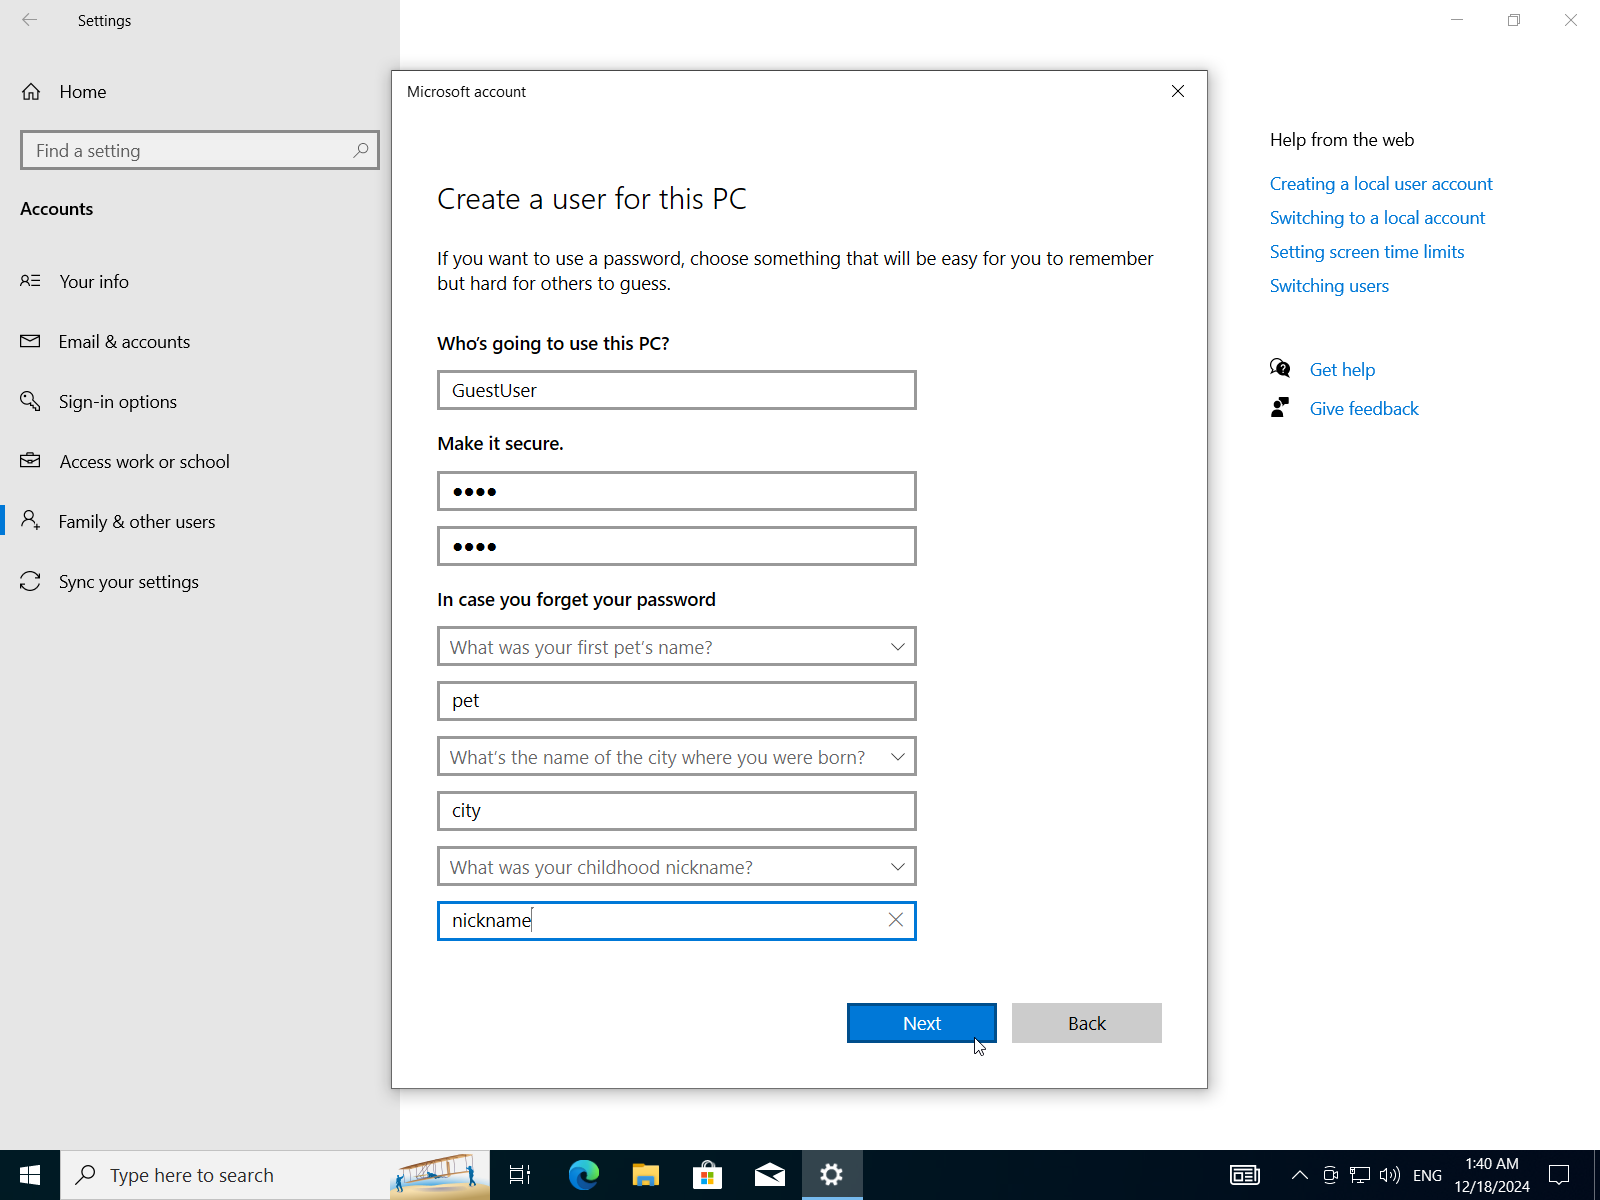 Settings
Home
Find a setting
Accounts
Your info
Email & accounts
Sign-in options
Access work or school
Family & other users
Sync your settings
Microsoft account
Create a user for this PC
If you want to use a password, choose something that will be easy for you to remember
but hard for others to guess.
Who's going to use this PC?
GuestUser
Make it secure.
●●●●
●●●●
In case you forget your password
What was your first pet's name?
pet
What's the name of the city where you were born?
city
What was your childhood nickname?
nickname
Next
Back
Help from the web
Creating a local user account
Switching to a local account
Setting screen time limits
Switching users
Get help
Give feedback
Type here to search
ENG
1:40 AM
12/18/2024